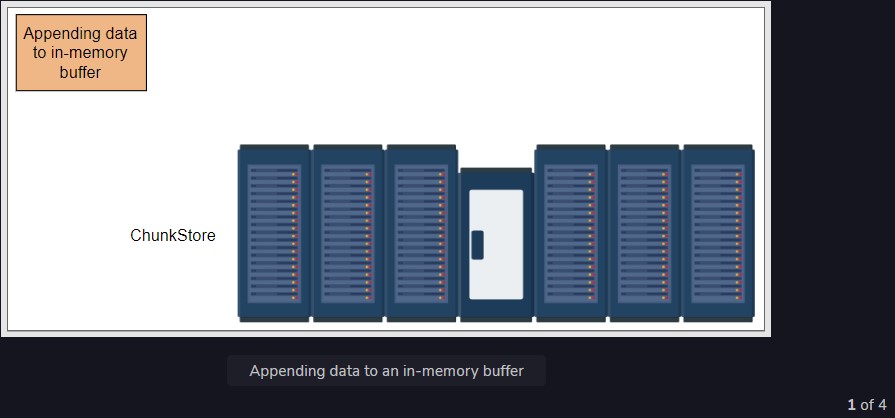 Appending data
to in-memory
buffer
ChunkStore
Appending data to an in-memory buffer
1 of 4